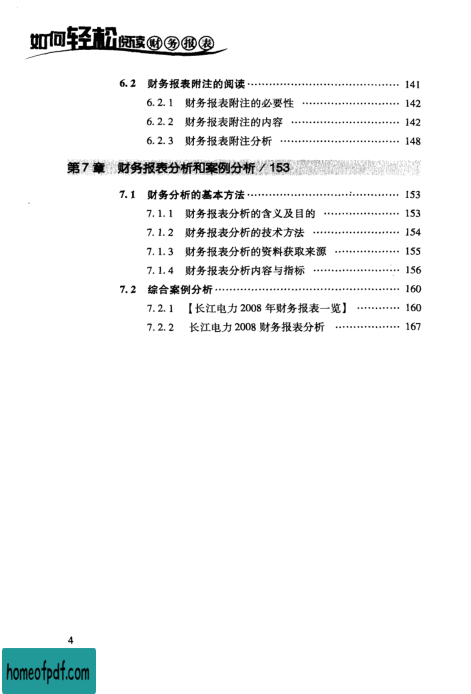 如何轻松阅读财务报表
6.2 财务报表附注的阅读 …………………………………… 141
6.2.1 财务报表附注的必要性 ……………………… 142
6.2.2 财务报表附注的内容 ………………………… 142
6.2.3 财务报表附注分析 …………………………… 148
第7章 财务报表分析和案例分析 / 153
7.1 财务分析的基本方法 …………………………………… 153
7.1.1 财务报表分析的含义及目的 ………………… 153
7.1.2 财务报表分析的技术方法 …………………… 154
7.1.3 财务报表分析的资料获取来源 ……………… 155
7.1.4 财务报表分析内容与指标 …………………… 156
7.2 综合案例分析 …………………………………………… 160
7.2.1 【长江电力2008年财务报表一览】 ………… 160
7.2.2 长江电力2008财务报表分析 ……………… 167
4
homeofpdf.com